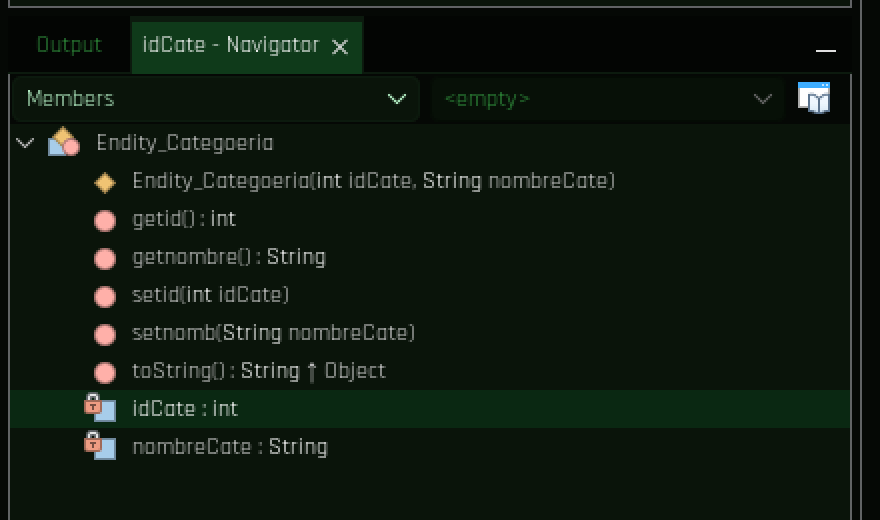 Output idCate - Navigator
Members <empty>
Endity_Categoeria
Endity_Categoeria(int idCate, String nombreCate)
getid() : int
getnombre() : String
setid(int idCate)
setnomb(String nombreCate)
toString() : String ↑ Object
idCate : int
nombreCate : String